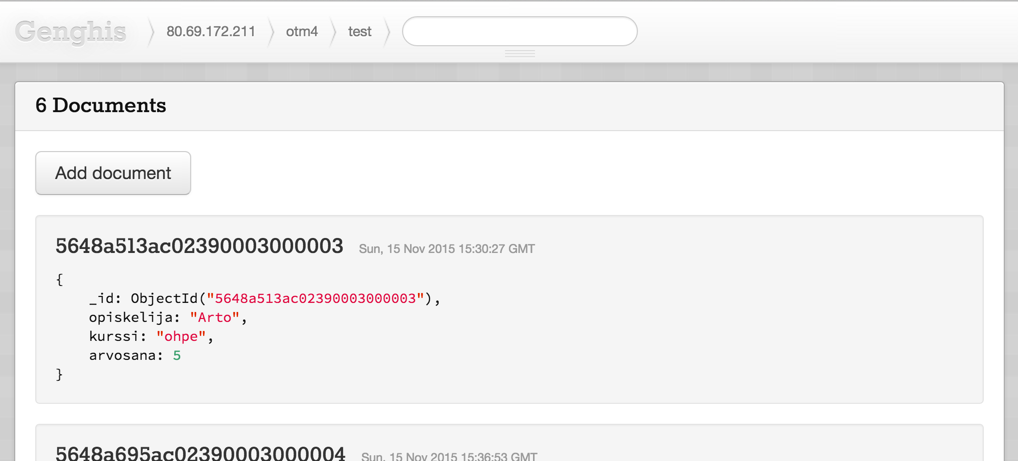 Genghis 80.69.172.211 otm4 test
6 Documents
Add document
5648a513ac02390003000003 Sun, 15 Nov 2015 15:30:27 GMT
{
_id: ObjectId("5648a513ac02390003000003"),
opiskelija: "Arto",
kurssi: "ohpe",
arvosana: 5
}
5648a695ac02390003000004 Sun, 15 Nov 2015 15:36:53 GMT